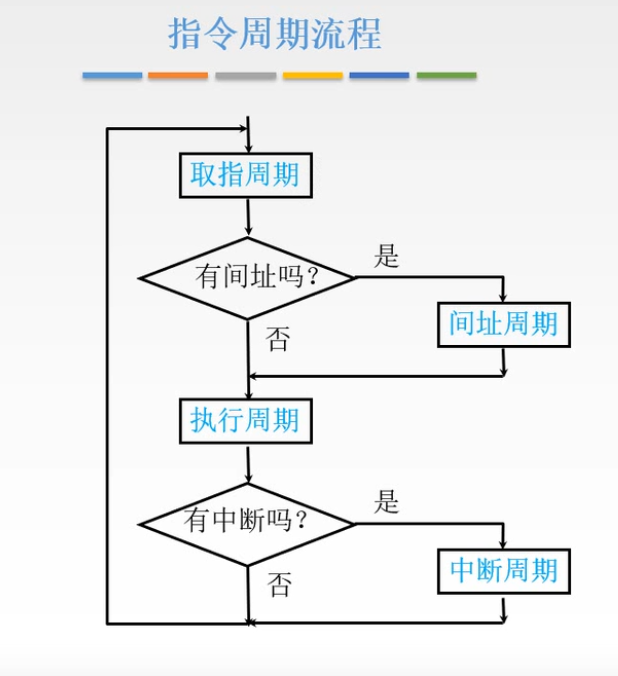 指令周期流程
取指周期
有间址吗?
是
间址周期
否
执行周期
有中断吗?
是
中断周期
否